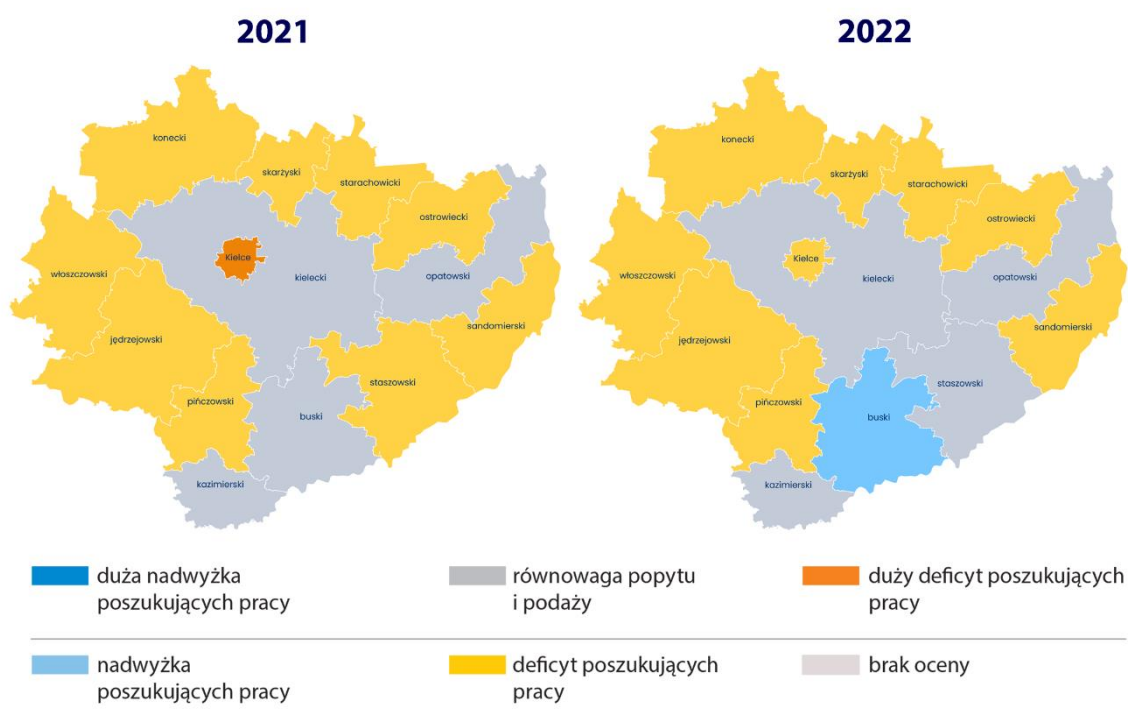 2021
2022
konecki
skarżyski
starachowicki
ostrowiecki
Kielce
kielecki
opatowski
włoszczowski
sandomierski
jędrzejowski
staszowski
pińczowski
buski
kazimierski
konecki
skarżyski
starachowicki
ostrowiecki
Kielce
kielecki
opatowski
włoszczowski
sandomierski
jędrzejowski
staszowski
pińczowski
buski
kazimierski
duża nadwyżka
poszukujących pracy
równowaga popytu
i podaży
duży deficyt poszukujących
pracy
nadwyżka
poszukujących pracy
deficyt poszukujących
pracy
brak oceny